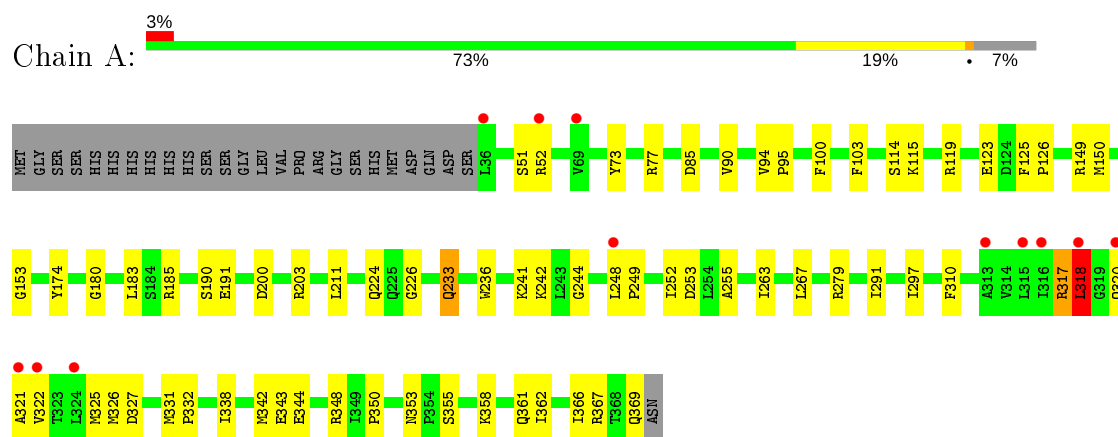 3%
Chain A:
73% 19% • 7%
MET GLY SER SER HIS HIS HIS HIS HIS HIS SER SER GLY LEU VAL PRO ARG GLY SER HIS MET ASP GLN ASP SER L36 S51 R52 V69 Y73 R77 D85 V90 V94 P95 F100 F103 S114 K115 R119 E123 D124 F125 P126 R149 M150
G153 Y174 G180 L183 S184 R185 S190 E191 D200 R203 L211 Q224 Q225 G226 Q233 W236 K241 K242 L243 G244 L248 P249 I252 D253 L254 A255 I263 L267 R279 I291 I297 F310 A313 V314 L315 I316 R317 L318 G319
A321 V322 T323 L324 M325 M326 D327 M331 P332 I338 M342 E343 E344 R348 I349 P350 N353 P354 S355 K358 Q361 I362 I366 R367 T368 Q369 ASN